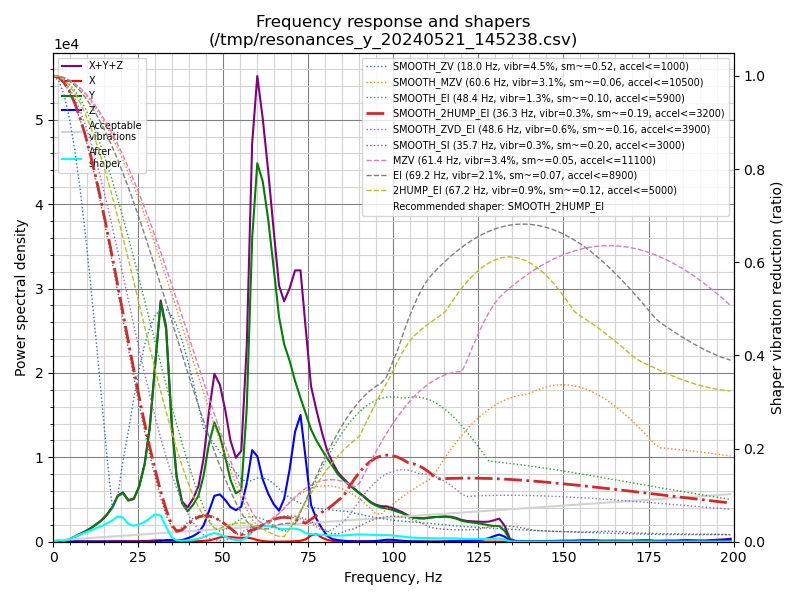 Frequency response and shapers
(/tmp/resonances_y_20240521_145238.csv)
1e4
X+Y+Z
X
Y
Z
Acceptable
vibrations
After
shaper
SMOOTH_ZV (18.0 Hz, vibr=4.5%, sm~=0.52, accel<=1000)
SMOOTH_MZV (60.6 Hz, vibr=3.1%, sm~=0.06, accel<=10500)
SMOOTH_EI (48.4 Hz, vibr=1.3%, sm~=0.10, accel<=5900)
SMOOTH_2HUMP_EI (36.3 Hz, vibr=0.3%, sm~=0.19, accel<=3200)
SMOOTH_ZVD_EI (48.6 Hz, vibr=0.6%, sm~=0.16, accel<=3900)
SMOOTH_SI (35.7 Hz, vibr=0.3%, sm~=0.20, accel<=3000)
MZV (61.4 Hz, vibr=3.4%, sm~=0.05, accel<=11100)
EI (69.2 Hz, vibr=2.1%, sm~=0.07, accel<=8900)
2HUMP_EI (67.2 Hz, vibr=0.9%, sm~=0.12, accel<=5000)
Recommended shaper: SMOOTH_2HUMP_EI
Power spectral density
5
4
3
2
1
0
1.0
0.8
0.6
0.4
0.2
0.0
Shaper vibration reduction (ratio)
0 25 50 75 100 125 150 175 200
Frequency, Hz